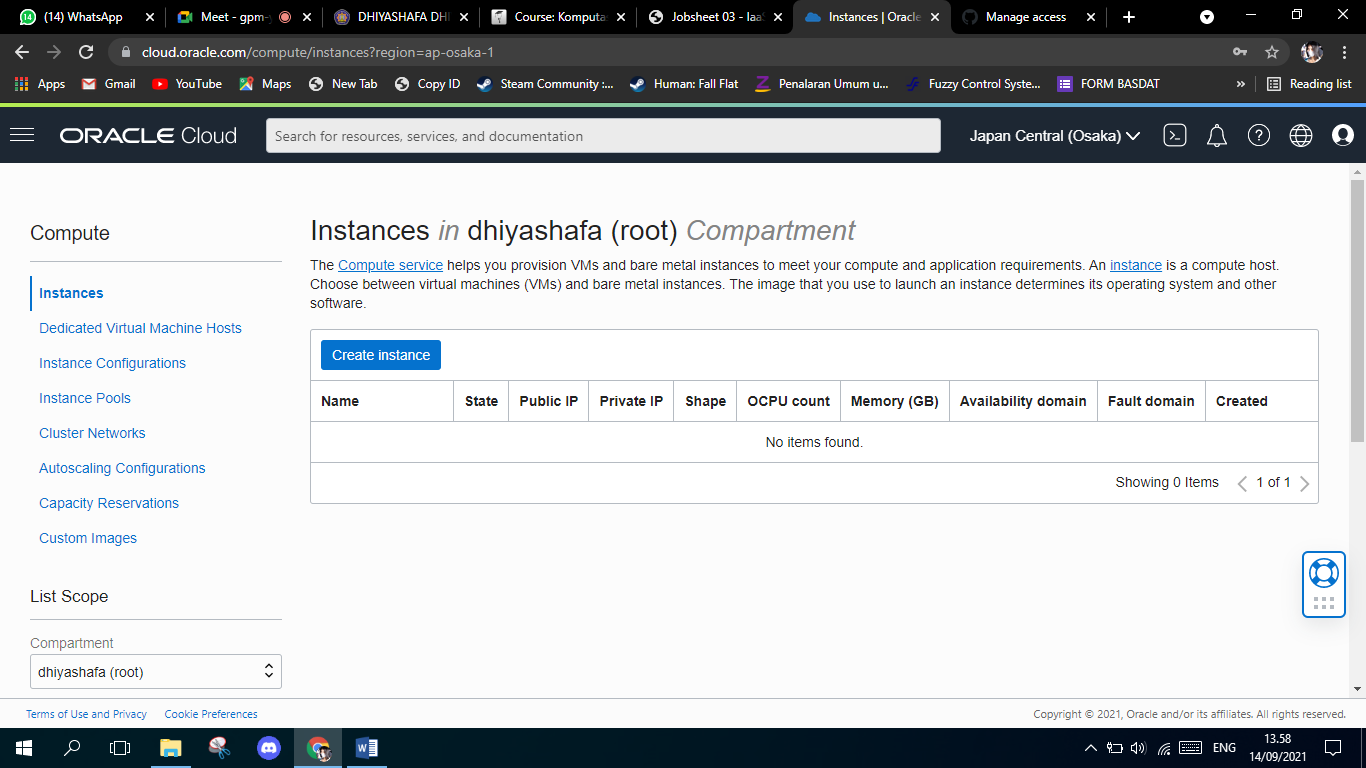 (14) WhatsApp
Meet - gpm-y
DHIYASHAFA DHI
Course: Komputas
Jobsheet 03 - IaaS
Instances | Oracle
Manage access
cloud.oracle.com/compute/instances?region=ap-osaka-1
Apps
Gmail
YouTube
Maps
New Tab
Copy ID
Steam Community :...
Human: Fall Flat
Penalaran Umum u...
Fuzzy Control Syste...
FORM BASDAT
»
Reading list
ORACLE Cloud
Search for resources, services, and documentation
Japan Central (Osaka)
Compute
Instances
Dedicated Virtual Machine Hosts
Instance Configurations
Instance Pools
Cluster Networks
Autoscaling Configurations
Capacity Reservations
Custom Images
List Scope
Compartment
dhiyashafa (root)
Instances in dhiyashafa (root) Compartment
The Compute service helps you provision VMs and bare metal instances to meet your compute and application requirements. An instance is a compute host.
Choose between virtual machines (VMs) and bare metal instances. The image that you use to launch an instance determines its operating system and other
software.
Create instance
Name State Public IP Private IP Shape OCPU count Memory (GB) Availability domain Fault domain Created
No items found.
Showing 0 Items 1 of 1
Terms of Use and Privacy Cookie Preferences
Copyright © 2021, Oracle and/or its affiliates. All rights reserved.
ENG
13.58
14/09/2021